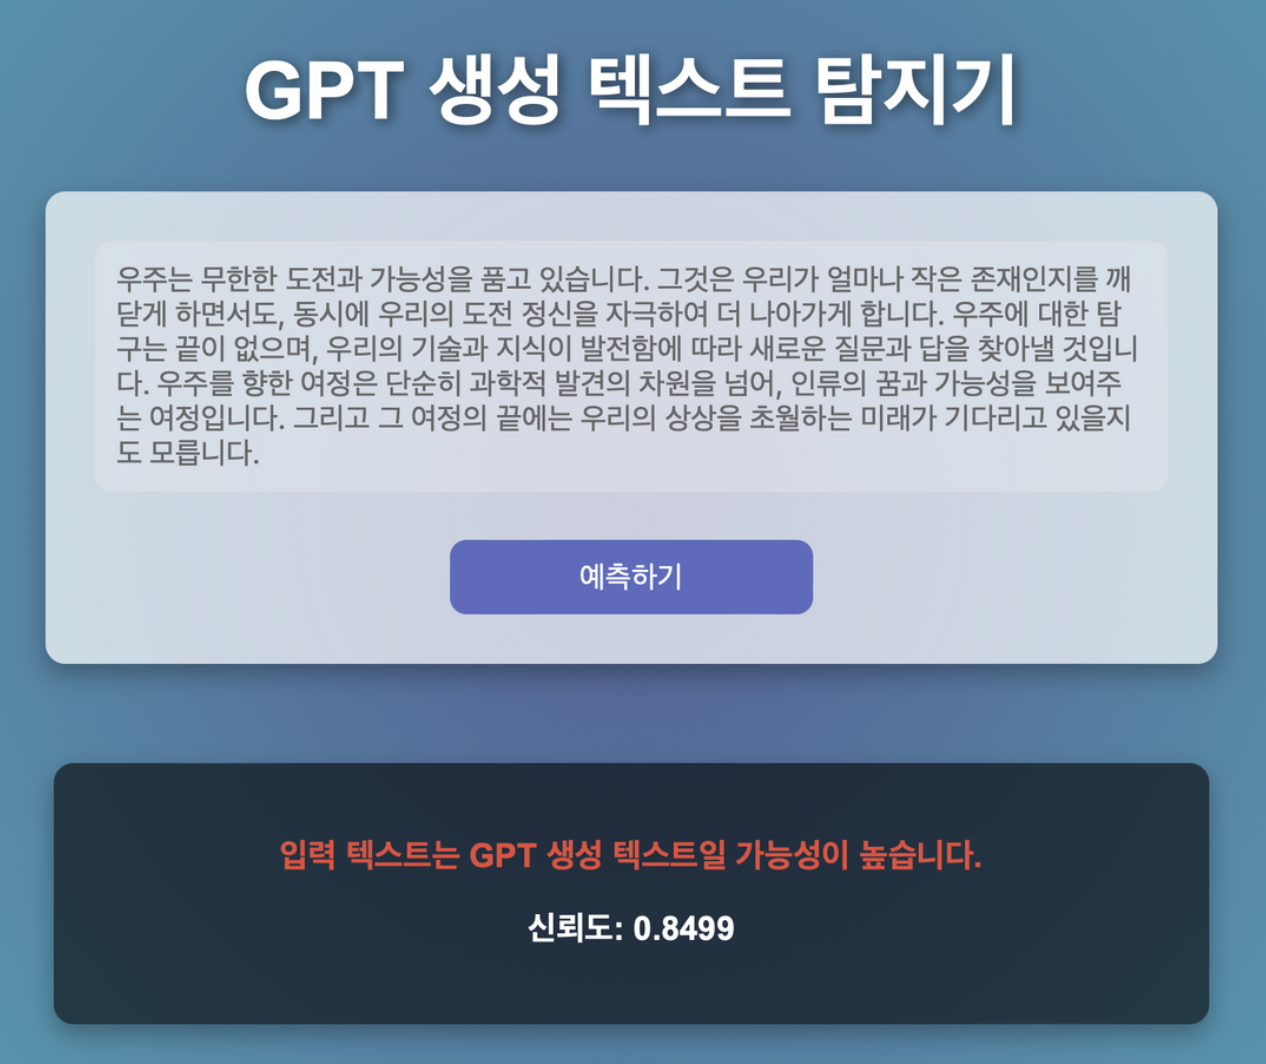 GPT 생성 텍스트 탐지기
우주는 무한한 도전과 가능성을 품고 있습니다. 그것은 우리가 얼마나 작은 존재인지를 깨
닫게 하면서도, 동시에 우리의 도전 정신을 자극하여 더 나아가게 합니다. 우주에 대한 탐
구는 끝이 없으며, 우리의 기술과 지식이 발전함에 따라 새로운 질문과 답을 찾아낼 것입니
다. 우주를 향한 여정은 단순히 과학적 발견의 차원을 넘어, 인류의 꿈과 가능성을 보여주
는 여정입니다. 그리고 그 여정의 끝에는 우리의 상상을 초월하는 미래가 기다리고 있을지
도 모릅니다.
예측하기
입력 텍스트는 GPT 생성 텍스트일 가능성이 높습니다.
신뢰도: 0.8499